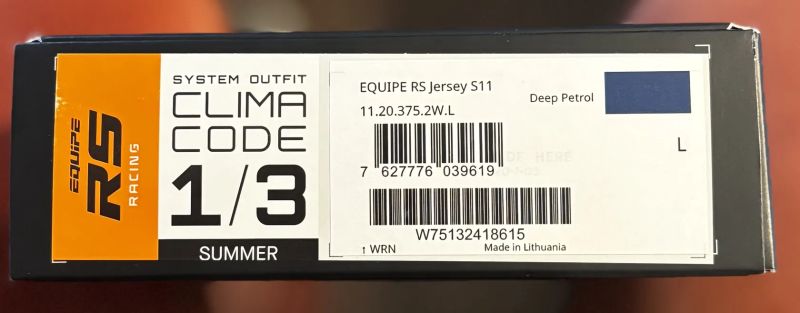 EQUIPE
RS
RACING
SYSTEM OUTFIT
CLIMA
CODE
1/3
SUMMER
EQUIPE RS Jersey S11
11.20.375.2W.L
Deep Petrol
L
7 627776 039619
W75132418615
↑ WRN
Made in Lithuania